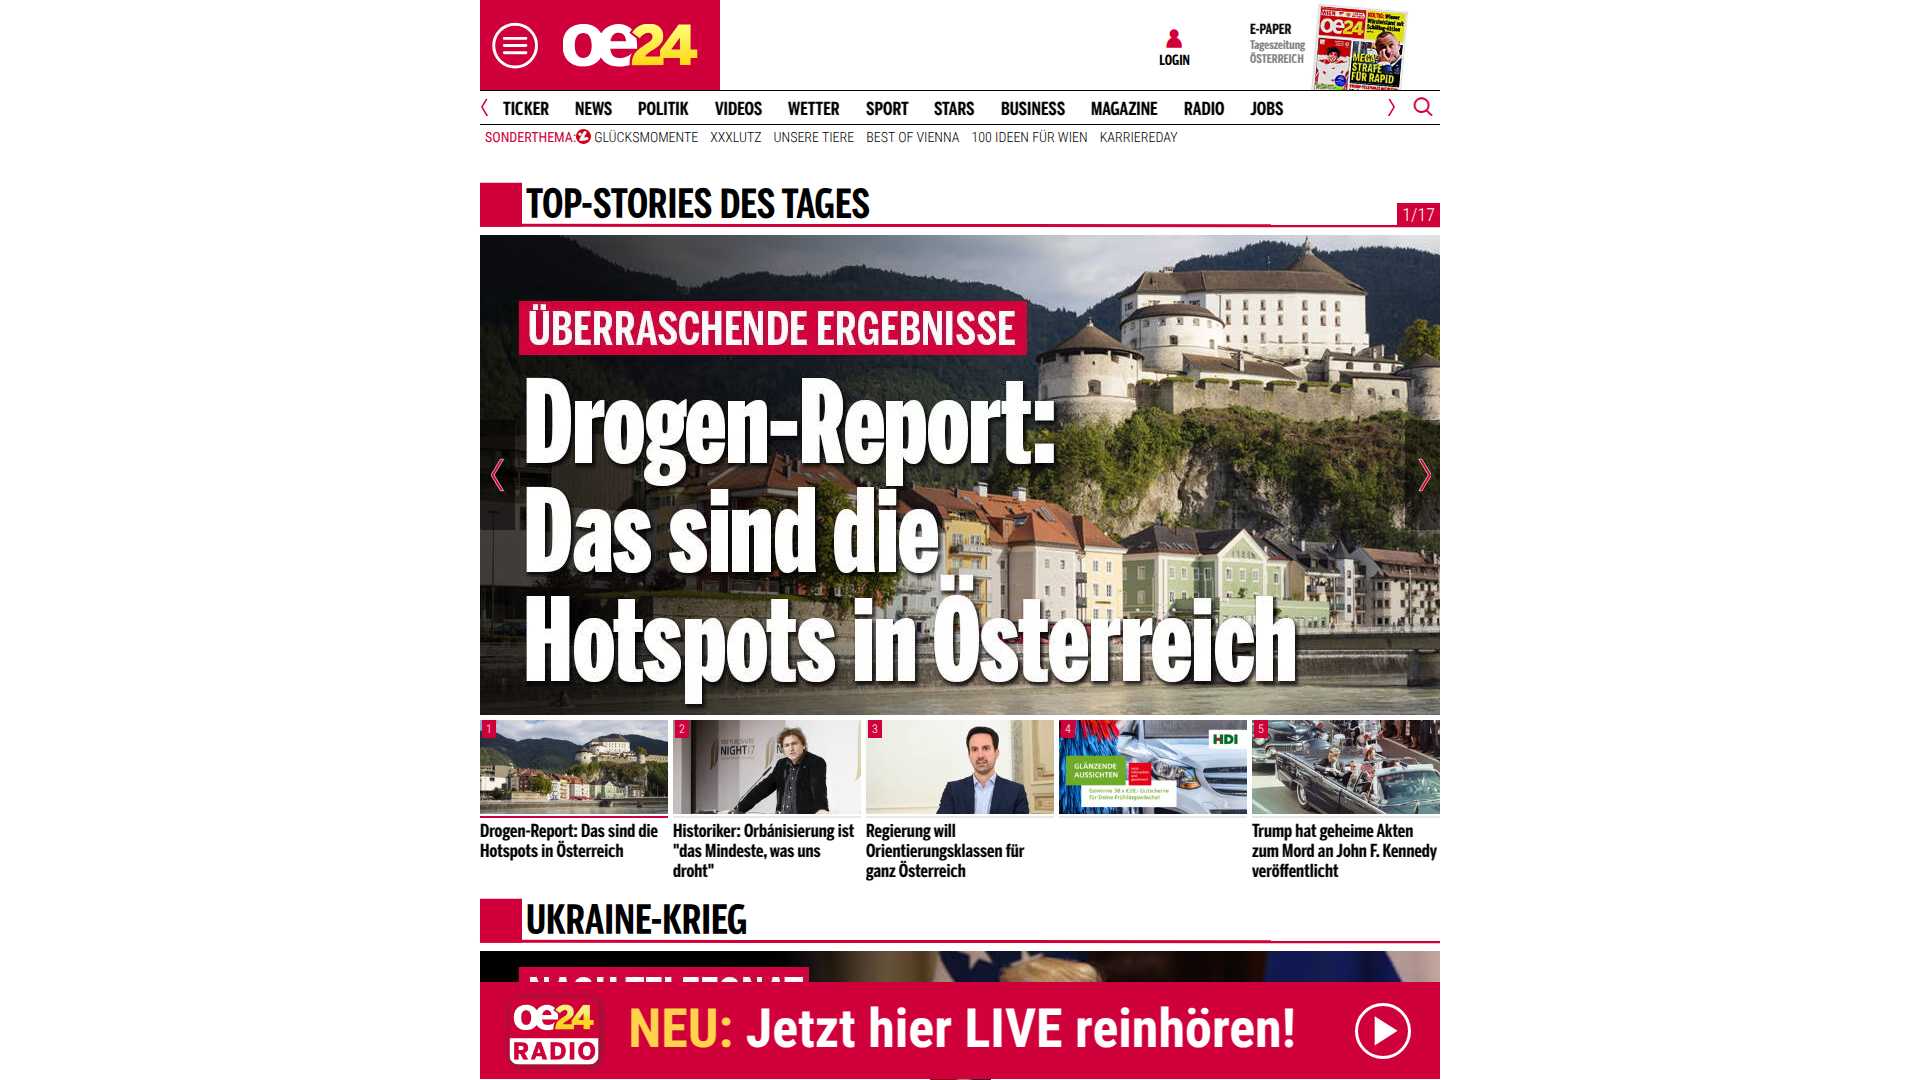 oe24
LOGIN
E-PAPER
Tageszeitung
ÖSTERREICH
oe24
MEGA-
STRAFE
FÜR RAPID
TICKER NEWS POLITIK VIDEOS WETTER SPORT STARS BUSINESS MAGAZINE RADIO JOBS
SONDERTHEMA: GLÜCKSMOMENTE XXXLUTZ UNSERE TIERE BEST OF VIENNA 100 IDEEN FÜR WIEN KARRIEREDAY
TOP-STORIES DES TAGES
1/17
ÜBERRASCHENDE ERGEBNISSE
Drogen-Report:
Das sind die
Hotspots in Österreich
1
2
NIGHT
3
4
HDI
GLÄNZENDE
AUSSICHTEN
5
Drogen-Report: Das sind die
Hotspots in Österreich
Historiker: Orbánisierung ist
"das Mindeste, was uns
droht"
Regierung will
Orientierungsklassen für
ganz Österreich
Trump hat geheime Akten
zum Mord an John F. Kennedy
veröffentlicht
UKRAINE-KRIEG
NACH TELEFONAT
oe24
RADIO
NEU: Jetzt hier LIVE reinhören!